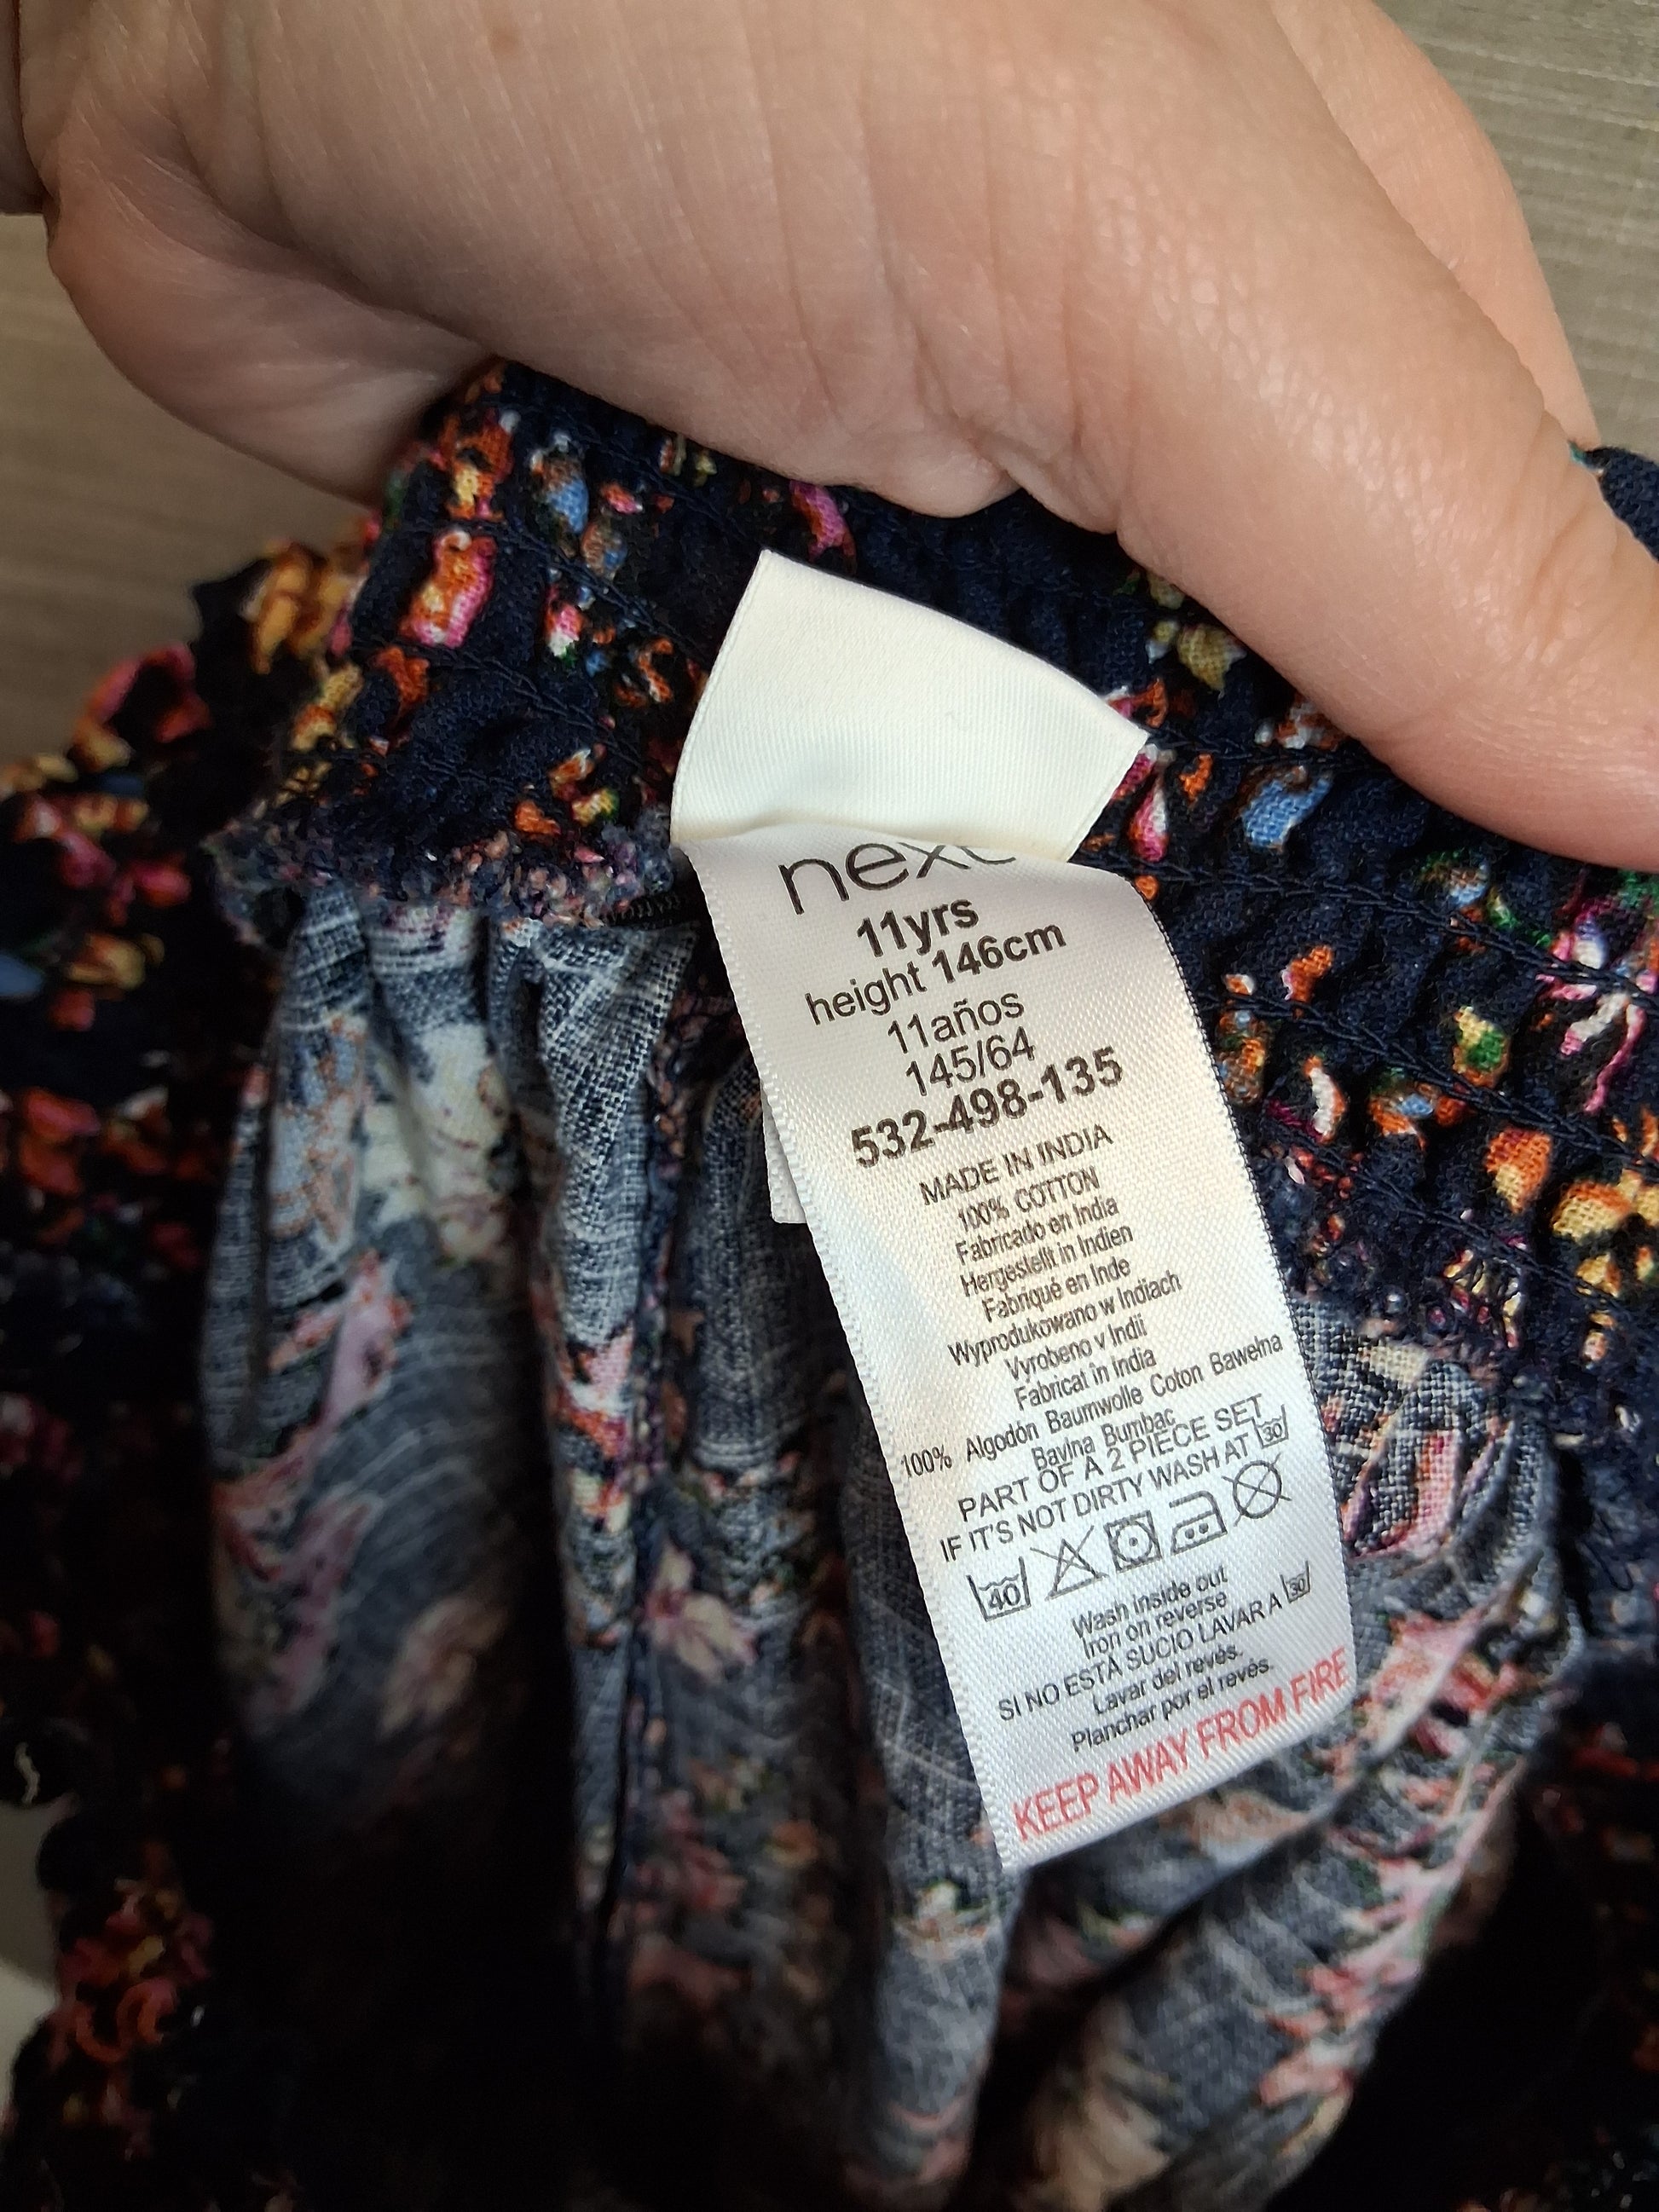 next
11yrs
height 146cm
11años
145/64
532-498-135
MADE IN INDIA
100% COTTON
Fabricado en India
Hergestellt in Indien
Fabriqué en Inde
Wyprodukowano w Indiach
Vyrobeno v Indii
Fabricat in India
100% Algodón Baumwolle Coton Bawełna
Bavlna Bumbac
PART OF A 2 PIECE SET
IF IT'S NOT DIRTY WASH AT 30
40
Wash inside out
Iron on reverse
SI NO ESTÁ SUCIO LAVAR A 30
Lavar del revés.
Planchar por el revés.
KEEP AWAY FROM FIRE